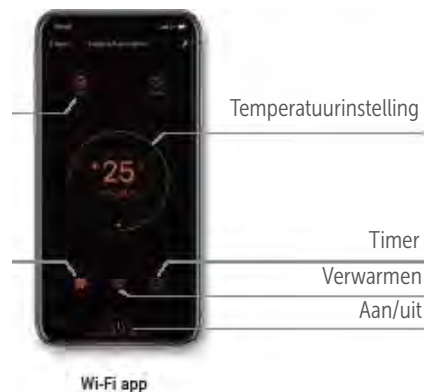 Temperatuurinstelling
25
Timer
Verwarmen
Aan/uit
Wi-Fi app